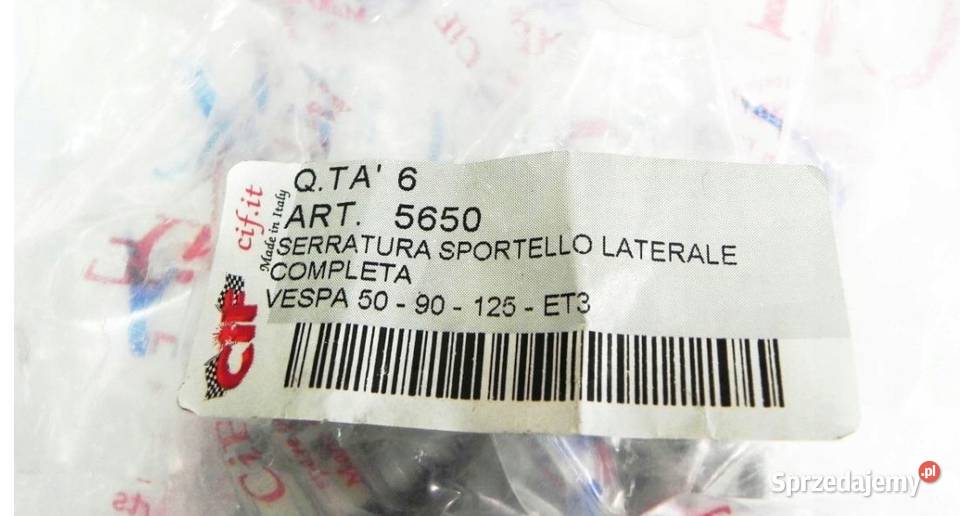 Q.TA' 6
ART. 5650
SERRATURA SPORTELLO LATERALE
COMPLETA
VESPA 50 - 90 - 125 - ET3
cif.it
Made in Italy
CiF
Sprzedajemy.pl